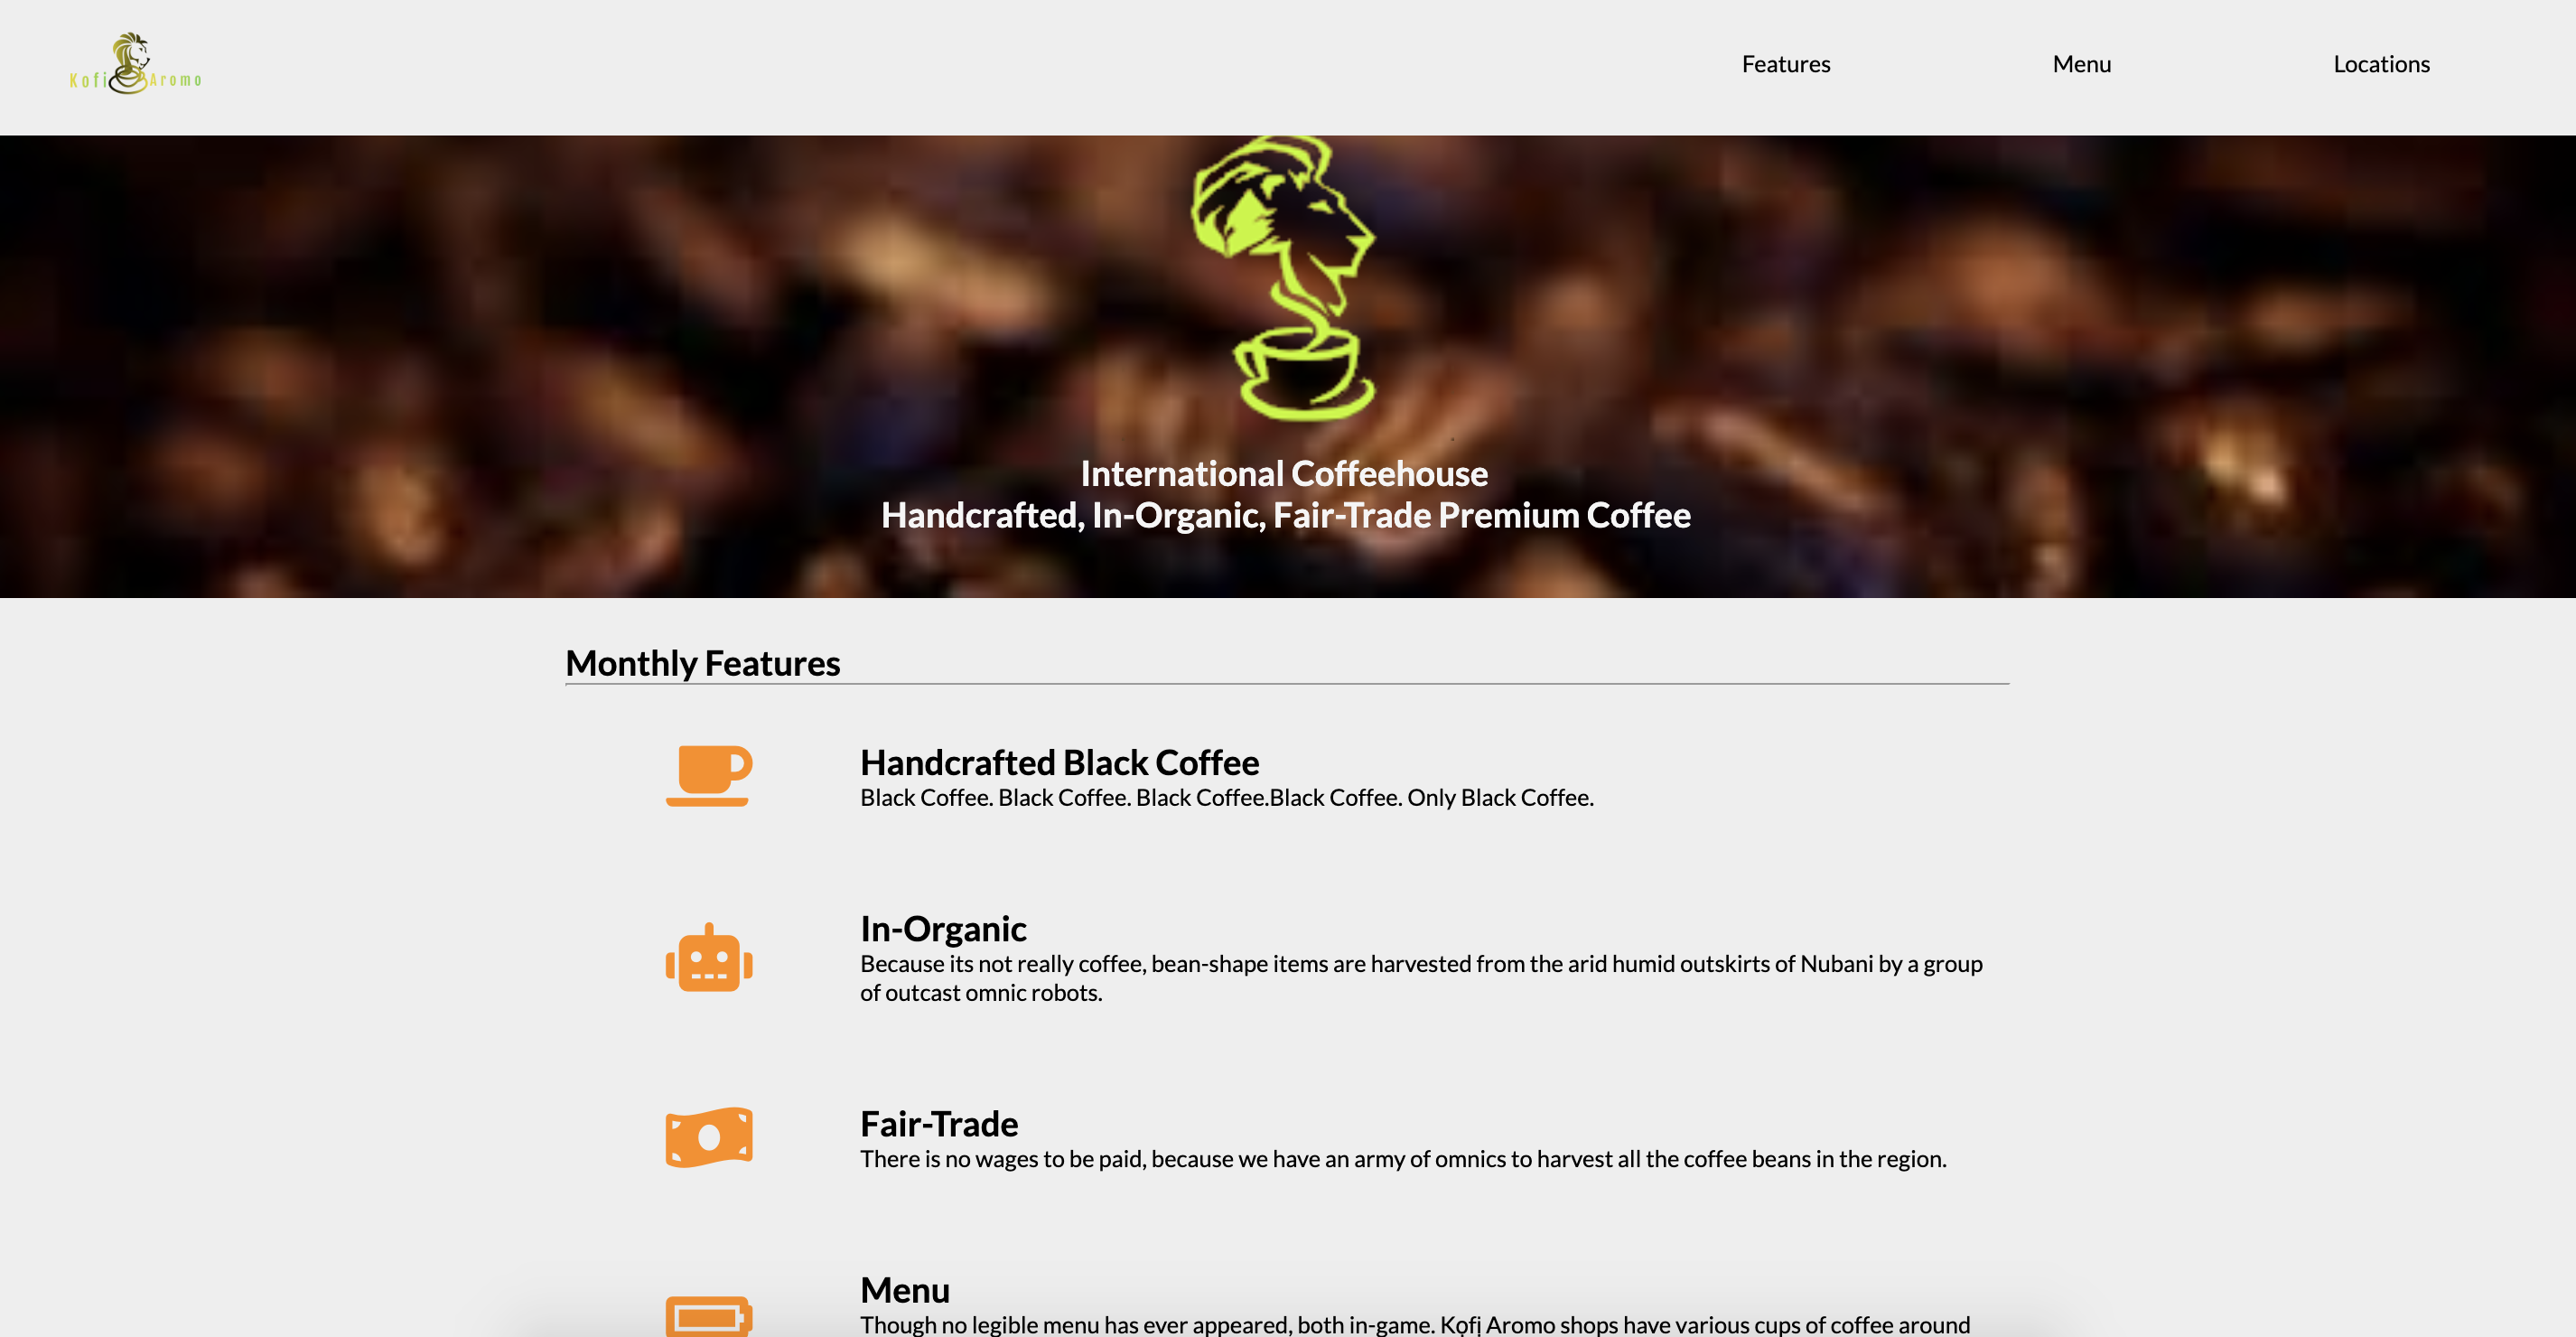 Kofi Aromo
Features
Menu
Locations
International Coffeehouse
Handcrafted, In-Organic, Fair-Trade Premium Coffee
Monthly Features
Handcrafted Black Coffee
Black Coffee. Black Coffee. Black Coffee.Black Coffee. Only Black Coffee.
In-Organic
Because its not really coffee, bean-shape items are harvested from the arid humid outskirts of Nubani by a group
of outcast omnic robots.
Fair-Trade
There is no wages to be paid, because we have an army of omnics to harvest all the coffee beans in the region.
Menu
Though no legible menu has ever appeared, both in-game. Kọfị Aromo shops have various cups of coffee around